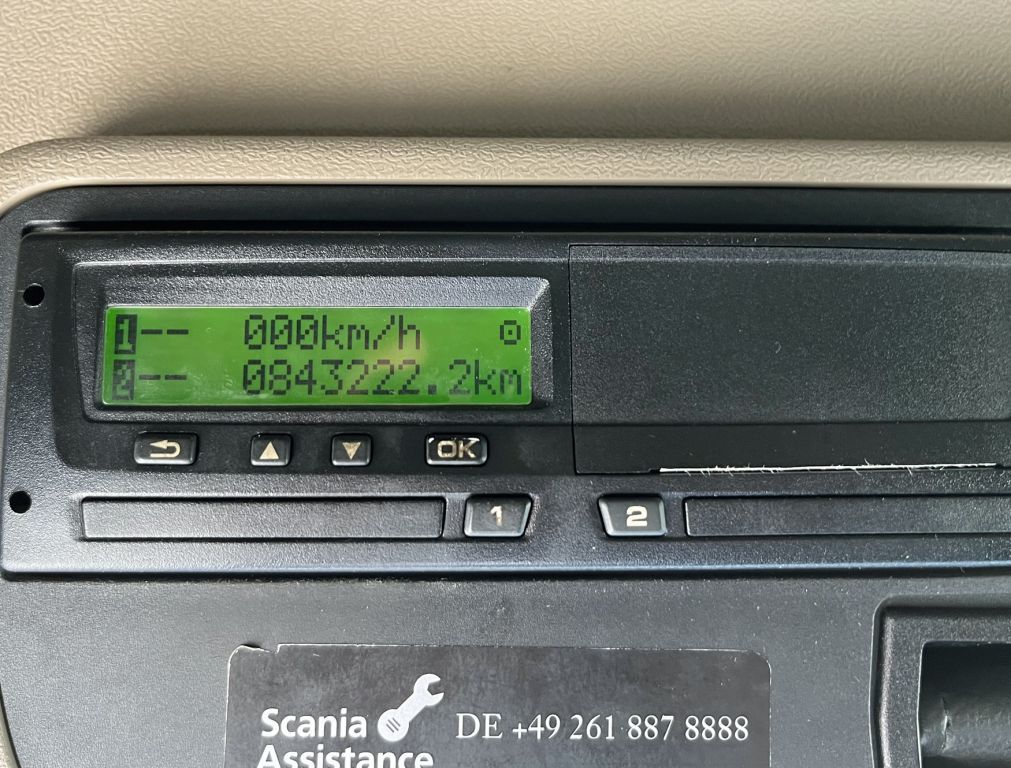 1-- 000km/h
2-- 0843222.2km
OK
1
2
Scania
DE +49 261 887 8888
Assistance